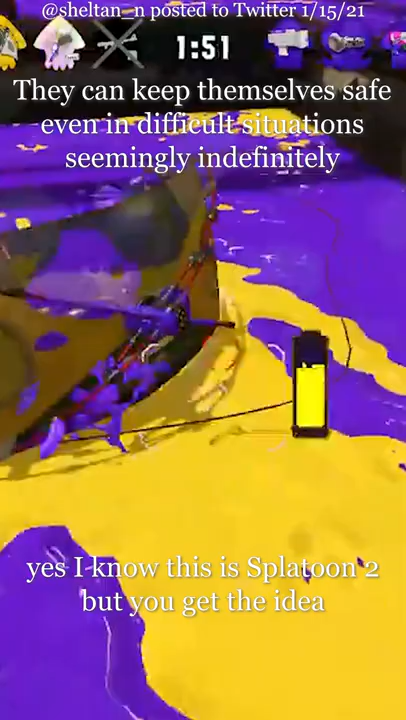 @sheltan_n posted to Twitter 1/15/21
1:51
They can keep themselves safe
even in difficult situations
seemingly indefinitely
yes I know this is Splatoon 2
but you get the idea